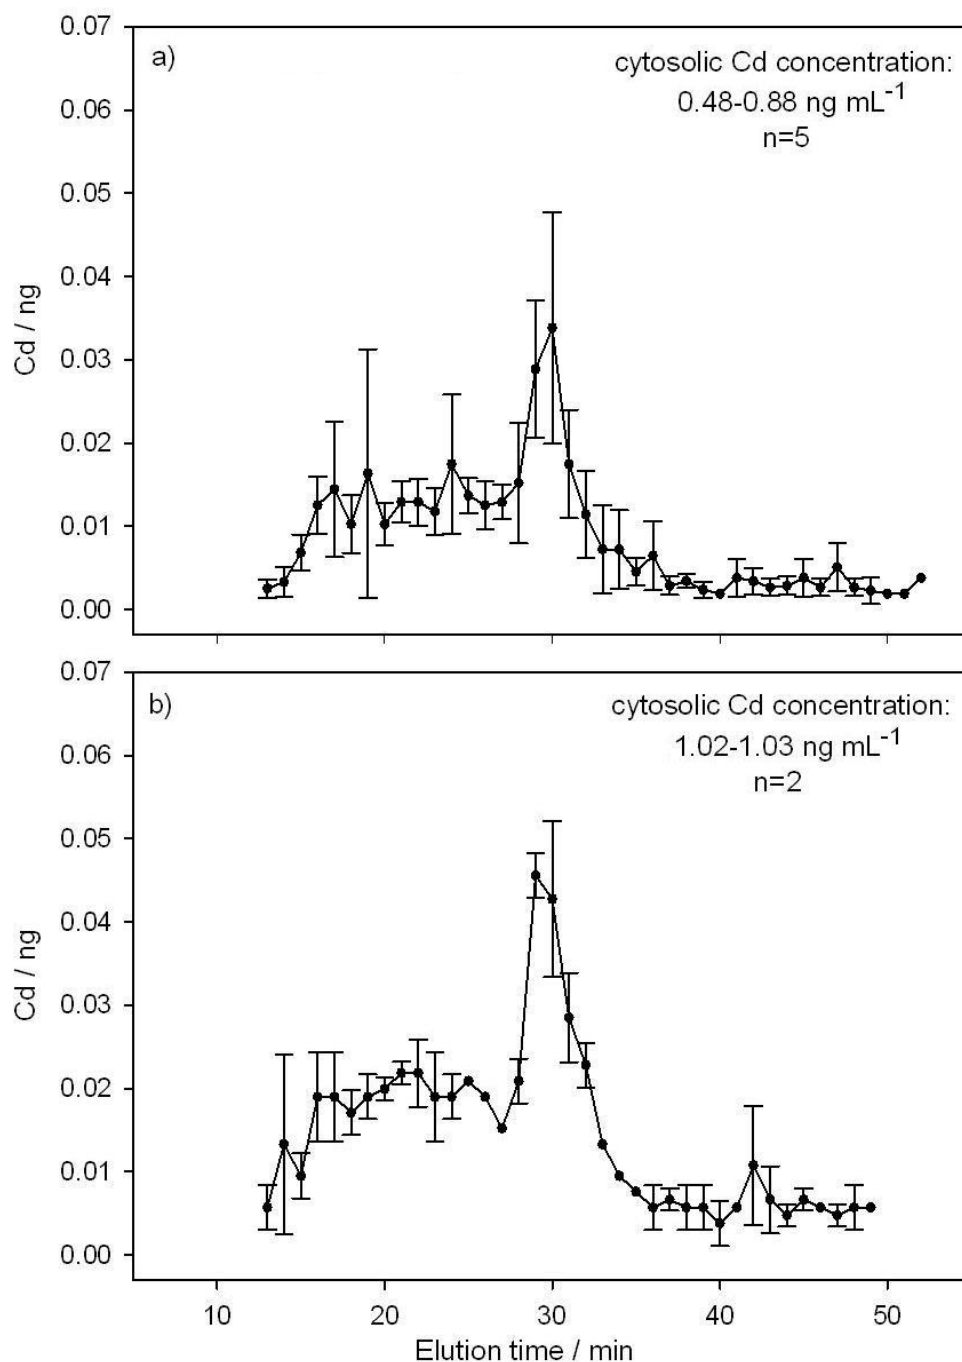 a)
cytosolic Cd concentration:
0.48-0.88 ng mL⁻¹
n=5
Cd / ng
0.07
0.06
0.05
0.04
0.03
0.02
0.01
0.00
b)
cytosolic Cd concentration:
1.02-1.03 ng mL⁻¹
n=2
Cd / ng
0.07
0.06
0.05
0.04
0.03
0.02
0.01
0.00
10 20 30 40 50
Elution time / min